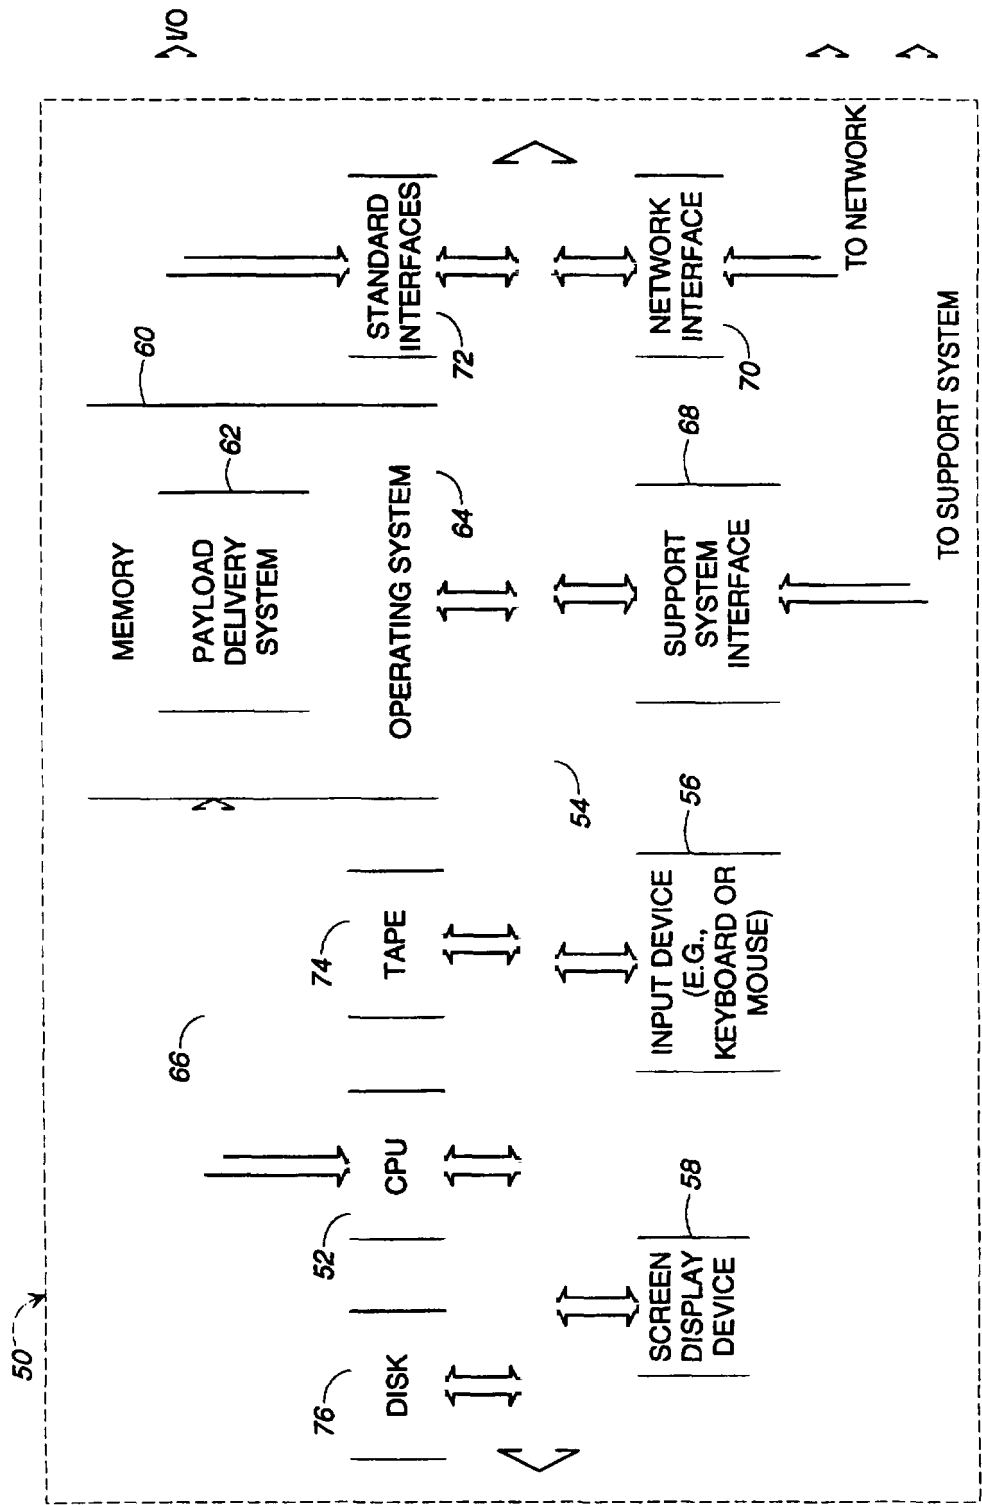 50
66
60
MEMORY
62
PAYLOAD
DELIVERY
SYSTEM
I/O
76
DISK
52
CPU
74
TAPE
OPERATING SYSTEM
64
STANDARD
INTERFACES
72
54
SCREEN
DISPLAY
DEVICE
58
INPUT DEVICE
(E.G.,
KEYBOARD OR
MOUSE)
56
SUPPORT
SYSTEM
INTERFACE
68
NETWORK
INTERFACE
70
TO NETWORK
TO SUPPORT SYSTEM